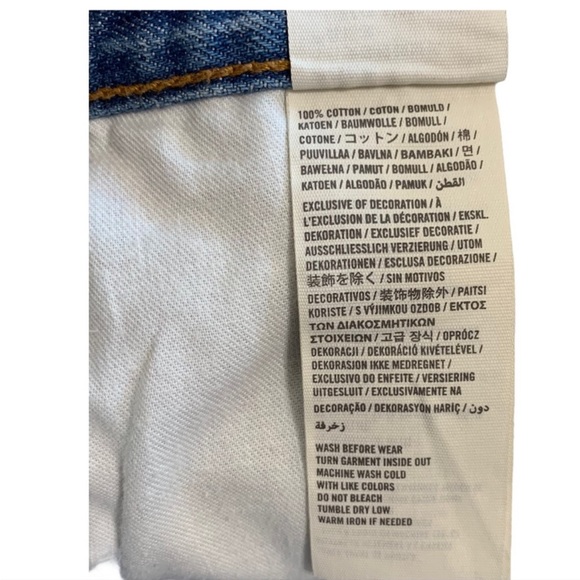 100% COTTON / COTON / BOMULD /
KATOEN / BAUMWOLLE / BOMULL /
COTONE / コットン / ALGODÓN / 棉 /
PUUVILLAA / BAVLNA / ΒΑΜΒΑΚΙ / 면 /
BAWEŁNA / PAMUT / BOMULL / ALGODÃO /
KATOEN / ALGODÃO / PAMUK / القطن
EXCLUSIVE OF DECORATION / À
L'EXCLUSION DE LA DÉCORATION / EKSKL.
DEKORATION / EXCLUSIEF DECORATIE /
AUSSCHLIESSLICH VERZIERUNG / UTOM
DEKORATIONEN / ESCLUSA DECORAZIONE /
装飾を除く / SIN MOTIVOS
DECORATIVOS / 装饰物除外 / PAITSI
KORISTE / S VÝJIMKOU OZDOB / ΕΚΤΟΣ
ΤΩΝ ΔΙΑΚΟΣΜΗΤΙΚΩΝ
ΣΤΟΙΧΕΙΩΝ / 고급 장식 / OPRÓCZ
DEKORACJI / DEKORÁCIÓ KIVÉTELÉVEL /
DEKORASJON IKKE MEDREGNET /
EXCLUSIVO DO ENFEITE / VERSIERING
UITGESLUIT / EXCLUSIVAMENTE NA
DECORAÇÃO / DEKORASYON HARİÇ / دون
زخرفة
WASH BEFORE WEAR
TURN GARMENT INSIDE OUT
MACHINE WASH COLD
WITH LIKE COLORS
DO NOT BLEACH
TUMBLE DRY LOW
WARM IRON IF NEEDED